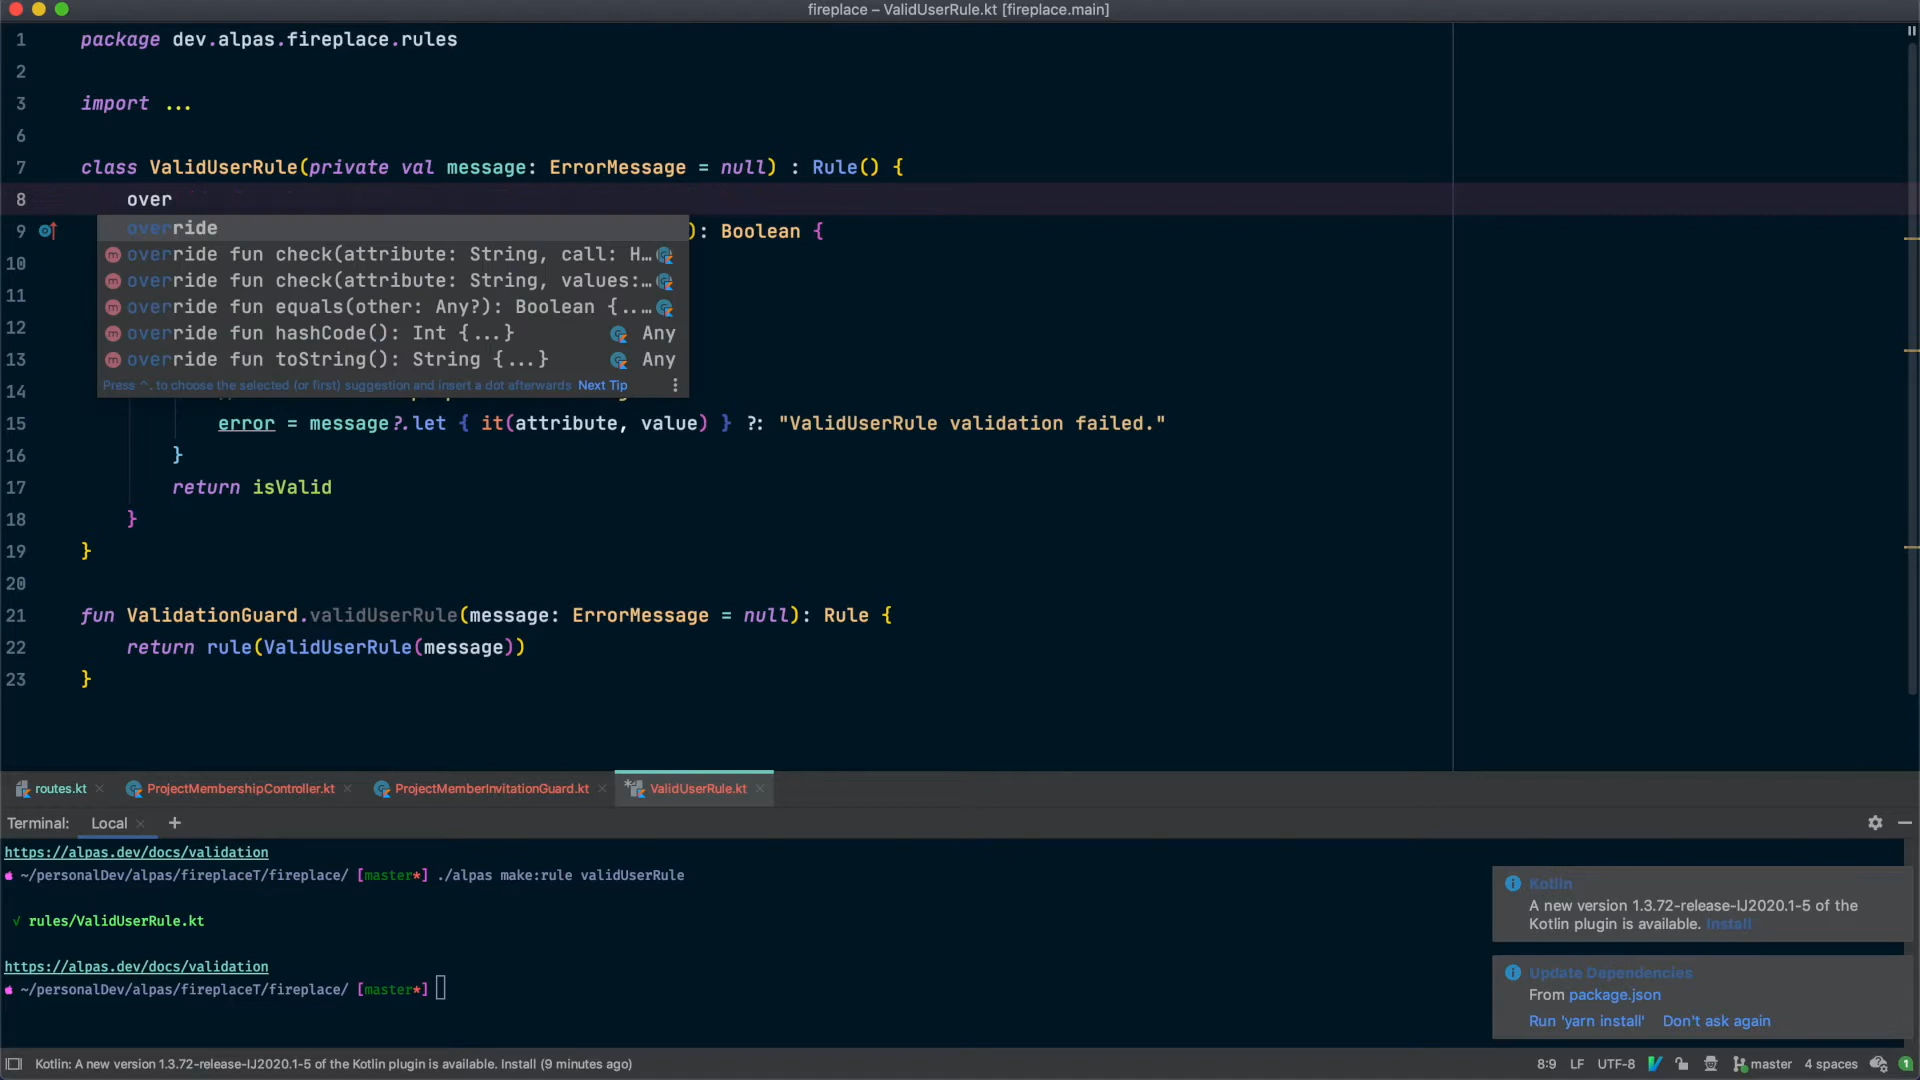 fireplace – ValidUserRule.kt [fireplace.main]
1 package dev.alpas.fireplace.rules
2
3 import ...
6
7 class ValidUserRule(private val message: ErrorMessage = null) : Rule() {
8 over
override
9 ): Boolean {
10 override fun check(attribute: String, call: H…
11 override fun check(attribute: String, values:…
override fun equals(other: Any?): Boolean {..…
12 override fun hashCode(): Int {...} Any
13 override fun toString(): String {...} Any
Press ^. to choose the selected (or first) suggestion and insert a dot afterwards Next Tip
14
15 error = message?.let { it(attribute, value) } ?: "ValidUserRule validation failed."
16 }
17 return isValid
18 }
19 }
20
21 fun ValidationGuard.validUserRule(message: ErrorMessage = null): Rule {
22 return rule(ValidUserRule(message))
23 }
routes.kt ProjectMembershipController.kt ProjectMemberInvitationGuard.kt ValidUserRule.kt
Terminal: Local +
https://alpas.dev/docs/validation
~/personalDev/alpas/fireplaceT/fireplace/ [master*] ./alpas make:rule validUserRule
√ rules/ValidUserRule.kt
https://alpas.dev/docs/validation
~/personalDev/alpas/fireplaceT/fireplace/ [master*]
Kotlin
A new version 1.3.72-release-IJ2020.1-5 of the
Kotlin plugin is available. Install
Update Dependencies
From package.json
Run 'yarn install' Don't ask again
Kotlin: A new version 1.3.72-release-IJ2020.1-5 of the Kotlin plugin is available. Install (9 minutes ago) 8:9 LF UTF-8 master 4 spaces 1